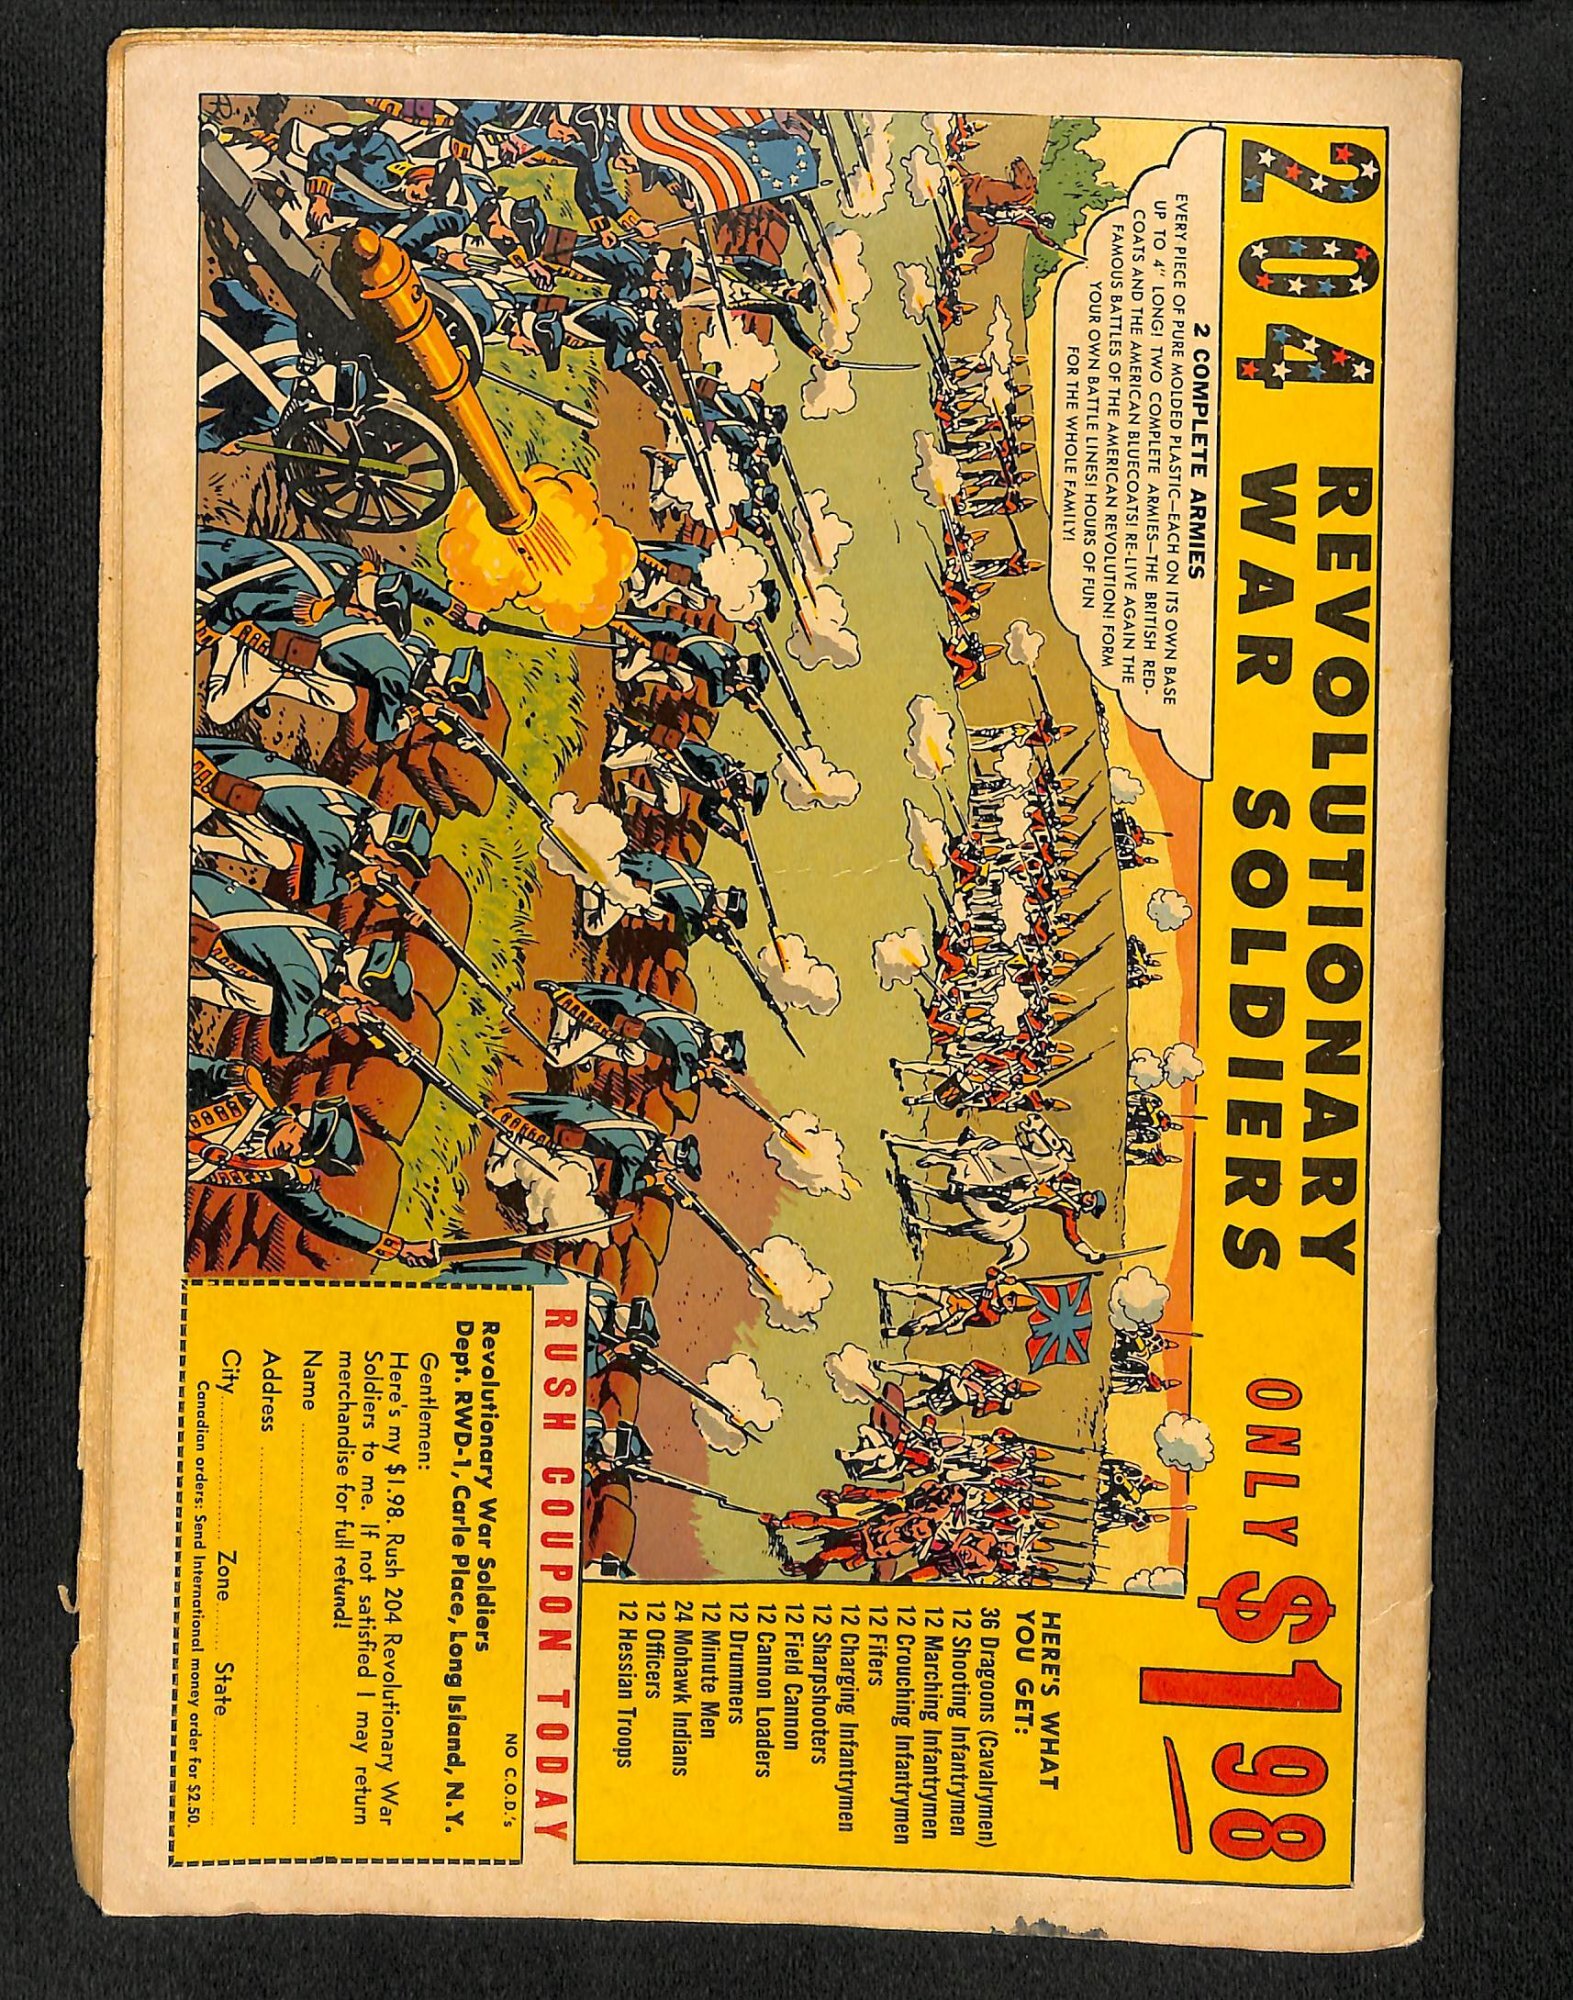 204 REVOLUTIONARY
WAR SOLDIERS
ONLY $1 98
2 COMPLETE ARMIES
EVERY PIECE OF PURE MOLDED PLASTIC—EACH ON ITS OWN BASE
UP TO 4" LONG! TWO COMPLETE ARMIES—THE BRITISH RED-
COATS AND THE AMERICAN BLUECOATS! RE-LIVE AGAIN THE
FAMOUS BATTLES OF THE AMERICAN REVOLUTION! FORM
YOUR OWN BATTLE LINES! HOURS OF FUN
FOR THE WHOLE FAMILY!
HERE'S WHAT
YOU GET:
36 Dragoons (Cavalrymen)
12 Shooting Infantrymen
12 Marching Infantrymen
12 Crouching Infantrymen
12 Fifers
12 Charging Infantrymen
12 Sharpshooters
12 Field Cannon
12 Cannon Loaders
12 Drummers
12 Minute Men
24 Mohawk Indians
12 Officers
12 Hessian Troops
RUSH COUPON TODAY
NO C.O.D.'s
Revolutionary War Soldiers
Dept. RWD-1, Carle Place, Long Island, N.Y.
Gentlemen:
Here's my $1.98. Rush 204 Revolutionary War
Soldiers to me. If not satisfied I may return
merchandise for full refund!
Name
Address
City Zone State
Canadian orders: Send International money order for $2.50.